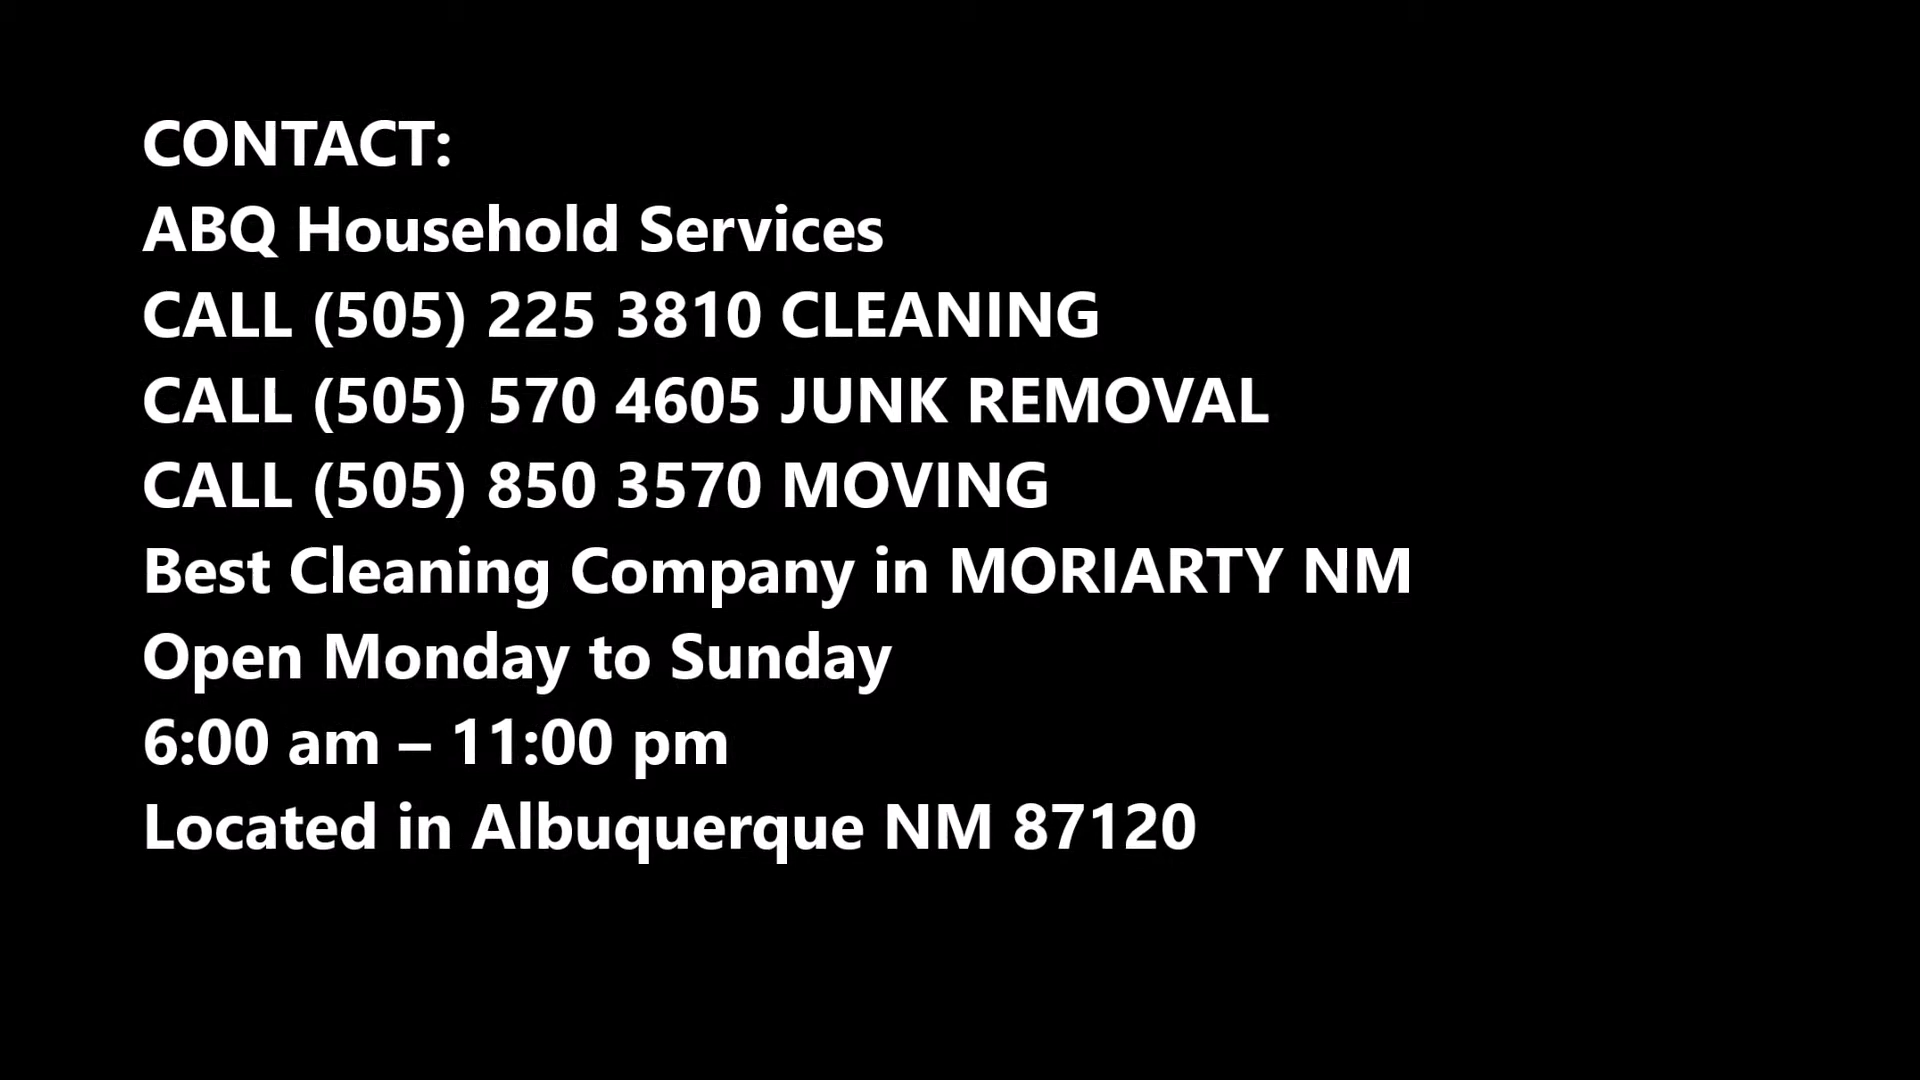 CONTACT:
ABQ Household Services
CALL (505) 225 3810 CLEANING
CALL (505) 570 4605 JUNK REMOVAL
CALL (505) 850 3570 MOVING
Best Cleaning Company in MORIARTY NM
Open Monday to Sunday
6:00 am – 11:00 pm
Located in Albuquerque NM 87120